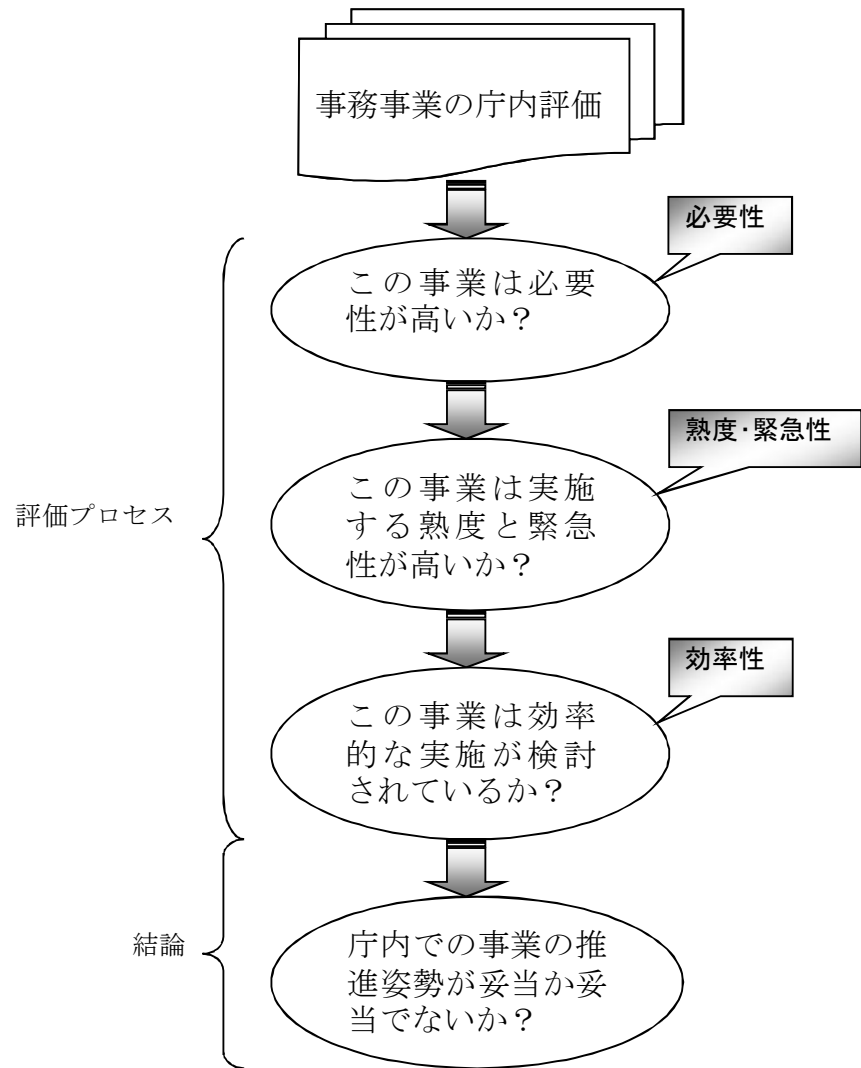 事務事業の庁内評価
必要性
この事業は必要
性が高いか？
熟度・緊急性
この事業は実施
する熟度と緊急
性が高いか？
評価プロセス
効率性
この事業は効率
的な実施が検討
されているか？
結論
庁内での事業の推
進姿勢が妥当か妥
当でないか？